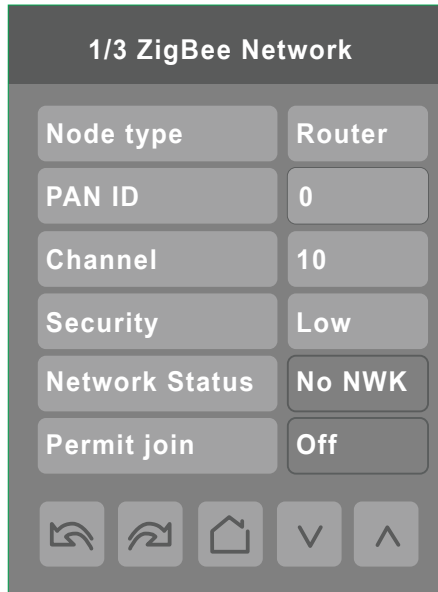 1/3 ZigBee Network
Node type Router
PAN ID 0
Channel 10
Security Low
Network Status No NWK
Permit join Off